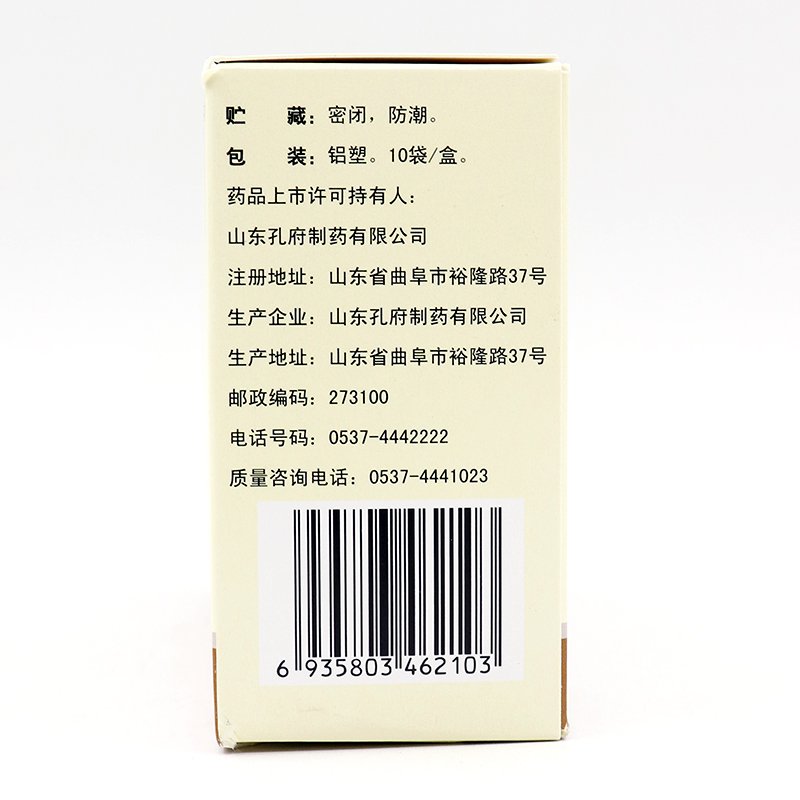 贮　　藏：密闭，防潮。
包　　装：铝塑。10袋/盒。
药品上市许可持有人：
山东孔府制药有限公司
注册地址：山东省曲阜市裕隆路37号
生产企业：山东孔府制药有限公司
生产地址：山东省曲阜市裕隆路37号
邮政编码：273100
电话号码：0537-4442222
质量咨询电话：0537-4441023
6 935803 462103